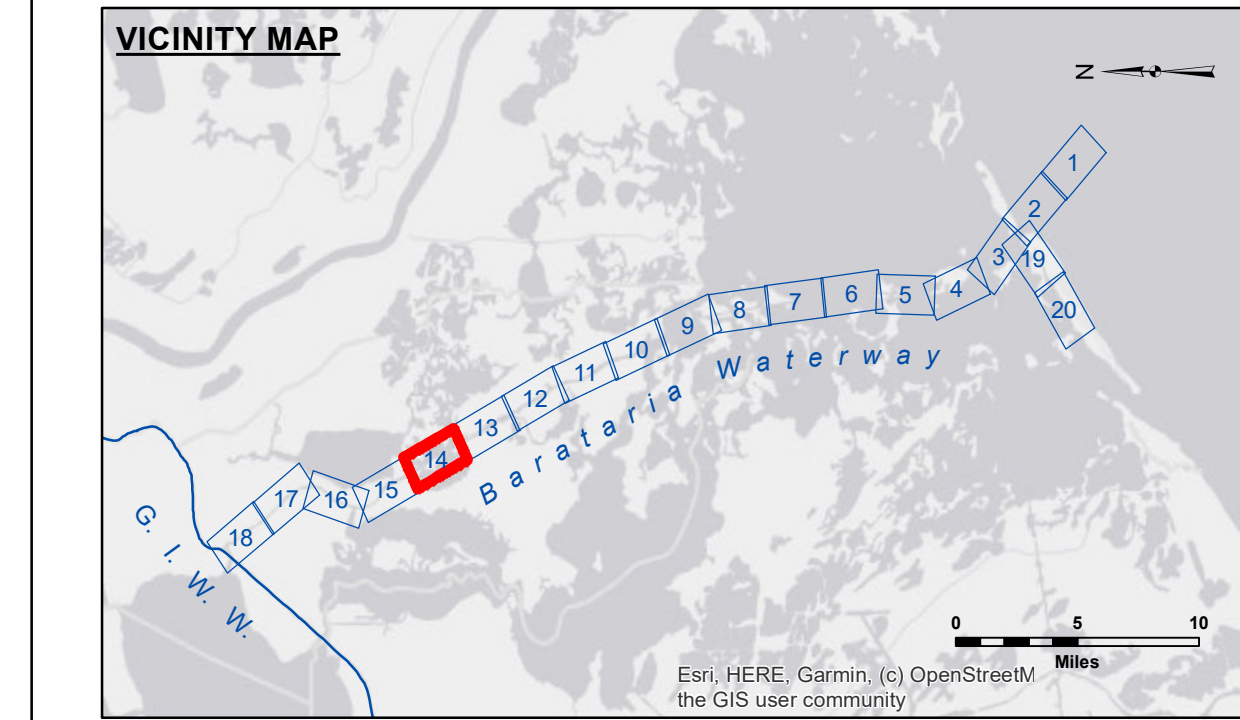 VICINITY MAP
N
1
2
3
19
4
5
6
7
8
20
9
10
11
12
13
14
15
16
17
18
Barataria Waterway
G. I. W. W.
0 5 10
Miles
Esri, HERE, Garmin, (c) OpenStreetM
the GIS user community